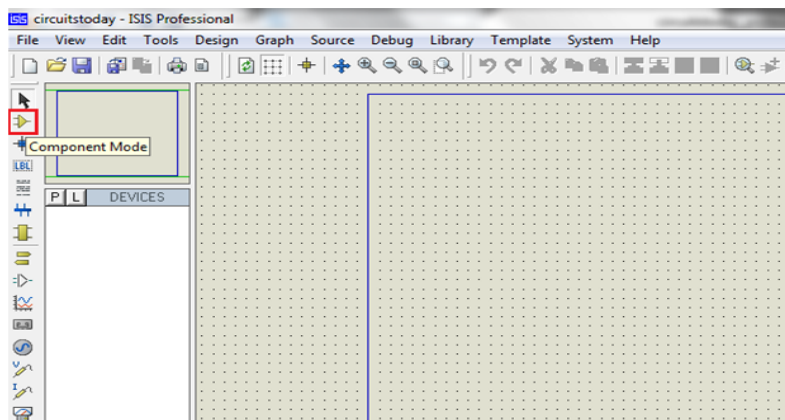 isis circuitstoday - ISIS Professional
File View Edit Tools Design Graph Source Debug Library Template System Help
Component Mode
LBL
P L DEVICES
V
I